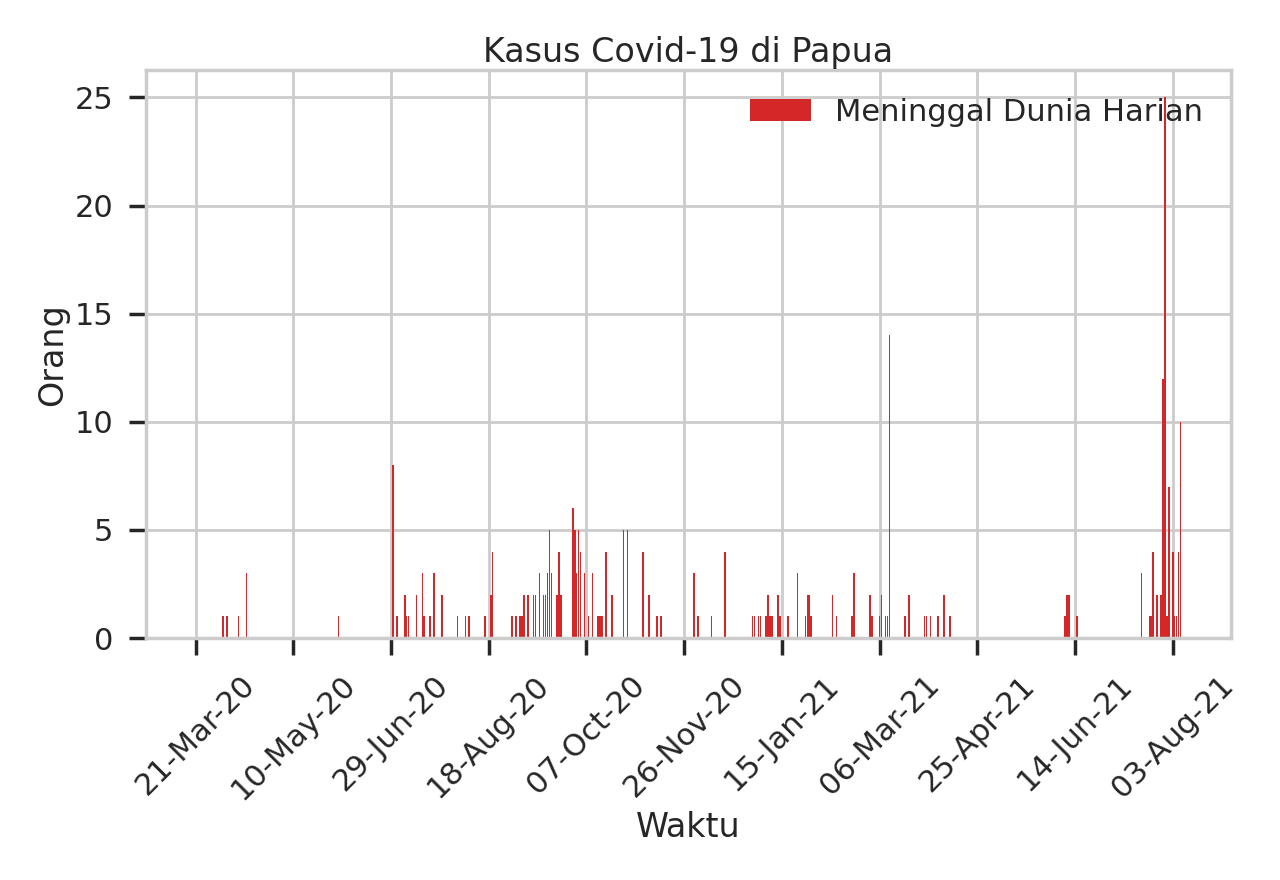 Kasus Covid-19 di Papua
Meninggal Dunia Harian
Orang
25
20
15
10
5
0
21-Mar-20
10-May-20
29-Jun-20
18-Aug-20
07-Oct-20
26-Nov-20
15-Jan-21
06-Mar-21
25-Apr-21
14-Jun-21
03-Aug-21
Waktu